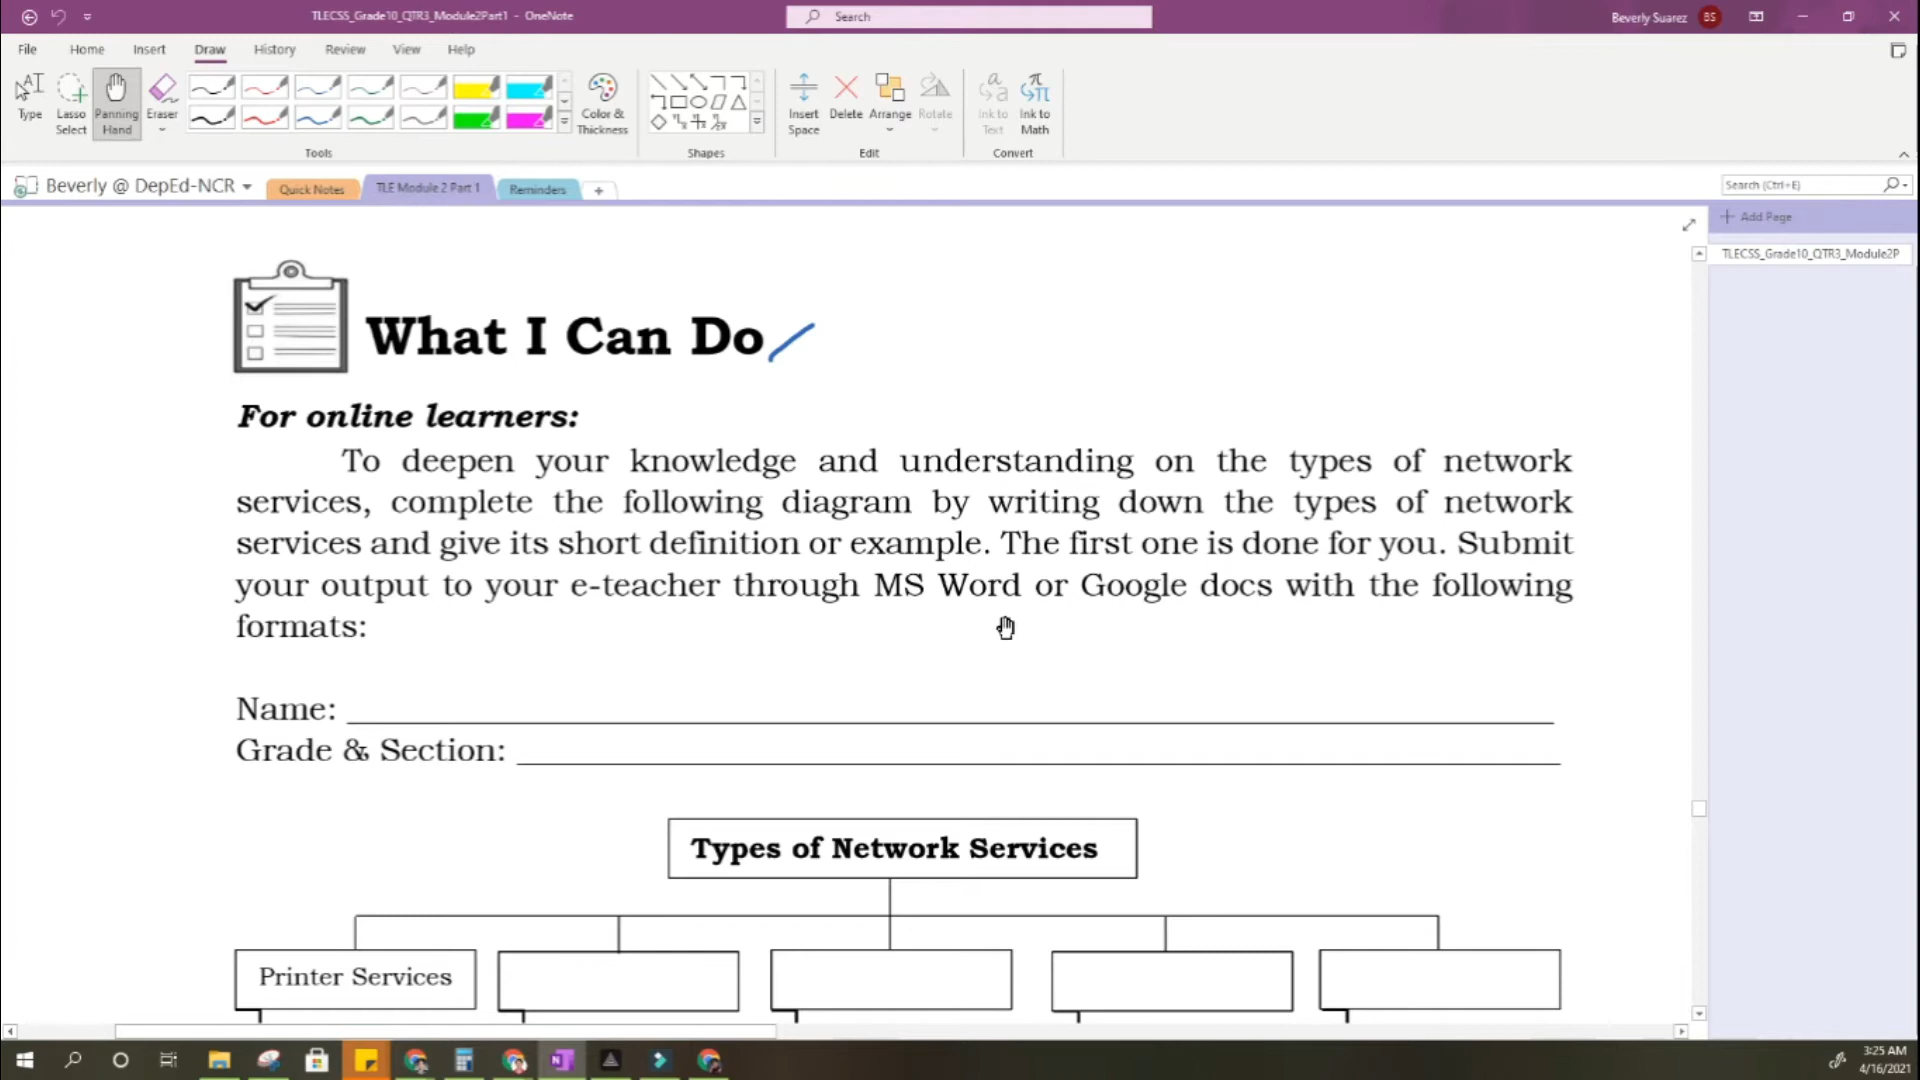 TLECSS_Grade10_QTR3_Module2Part1 - OneNote
Search
Beverly Suarez
BS
File
Home
Insert
Draw
History
Review
View
Help
Type
Lasso Select
Panning Hand
Eraser
Color & Thickness
Insert Space
Delete
Arrange
Rotate
Ink to Text
Ink to Math
Tools
Shapes
Edit
Convert
Beverly @ DepEd-NCR
Quick Notes
TLE Module 2 Part 1
Reminders
Search (Ctrl+E)
Add Page
TLECSS_Grade10_QTR3_Module2P
What I Can Do
For online learners:
To deepen your knowledge and understanding on the types of network
services, complete the following diagram by writing down the types of network
services and give its short definition or example. The first one is done for you. Submit
your output to your e-teacher through MS Word or Google docs with the following
formats:
Name:
Grade & Section:
Types of Network Services
Printer Services
3:25 AM
4/16/2021